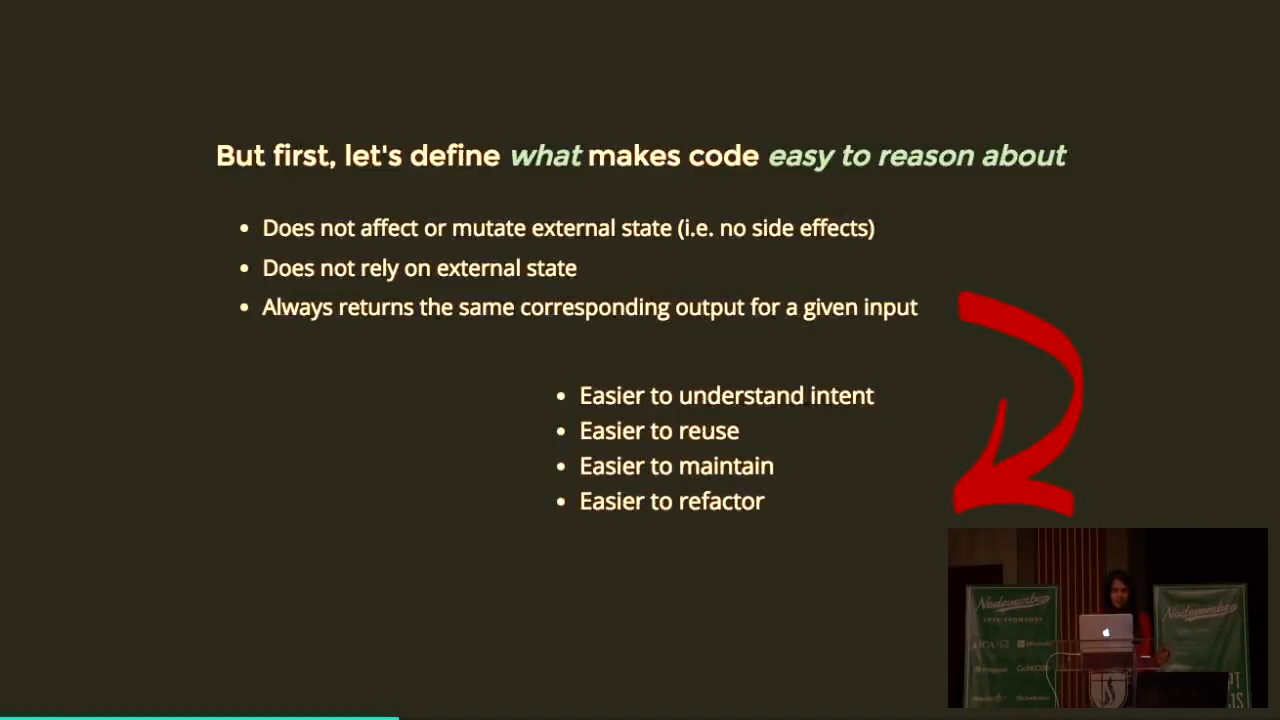 But first, let's define what makes code easy to reason about
Does not affect or mutate external state (i.e. no side effects)
Does not rely on external state
Always returns the same corresponding output for a given input
Easier to understand intent
Easier to reuse
Easier to maintain
Easier to refactor
Nodevember
Nodevember